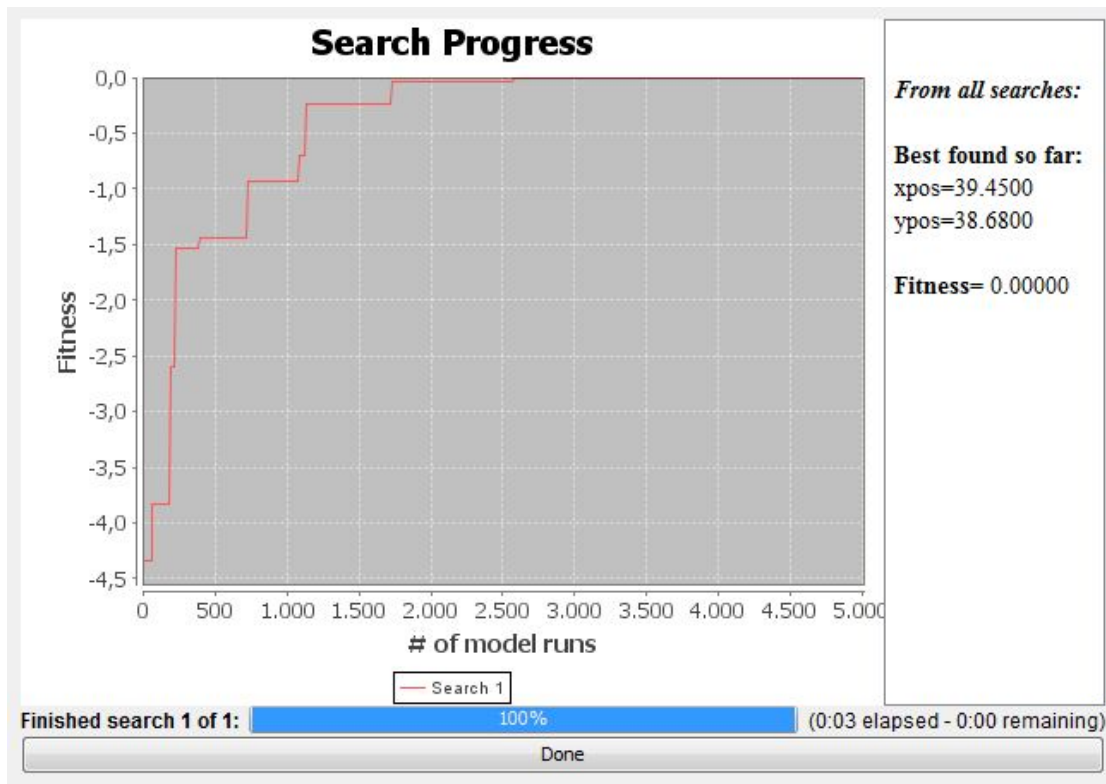 Search Progress
0,0
-0,5
-1,0
-1,5
-2,0
-2,5
-3,0
-3,5
-4,0
-4,5
Fitness
0 500 1.000 1.500 2.000 2.500 3.000 3.500 4.000 4.500 5.000
# of model runs
Search 1
From all searches:
Best found so far:
xpos=39.4500
ypos=38.6800
Fitness= 0.00000
Finished search 1 of 1: 100% (0:03 elapsed - 0:00 remaining)
Done